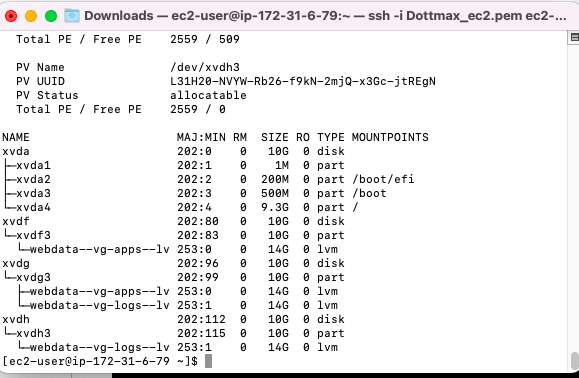 Downloads — ec2-user@ip-172-31-6-79:~ — ssh -i Dottmax_ec2.pem ec2-...
  Total PE / Free PE    2559 / 509

  PV Name               /dev/xvdh3
  PV UUID               L31H20-NVYW-Rb26-f9kN-2mjQ-x3Gc-jtREgN
  PV Status             allocatable
  Total PE / Free PE    2559 / 0

NAME                     MAJ:MIN RM  SIZE RO TYPE MOUNTPOINTS
xvda                     202:0    0   10G  0 disk
├─xvda1                  202:1    0    1M  0 part
├─xvda2                  202:2    0  200M  0 part /boot/efi
├─xvda3                  202:3    0  500M  0 part /boot
└─xvda4                  202:4    0  9.3G  0 part /
xvdf                     202:80   0   10G  0 disk
└─xvdf3                  202:83   0   10G  0 part
  └─webdata--vg-apps--lv 253:0    0   14G  0 lvm
xvdg                     202:96   0   10G  0 disk
└─xvdg3                  202:99   0   10G  0 part
  ├─webdata--vg-apps--lv 253:0    0   14G  0 lvm
  └─webdata--vg-logs--lv 253:1    0   14G  0 lvm
xvdh                     202:112  0   10G  0 disk
└─xvdh3                  202:115  0   10G  0 part
  └─webdata--vg-logs--lv 253:1    0   14G  0 lvm
[ec2-user@ip-172-31-6-79 ~]$